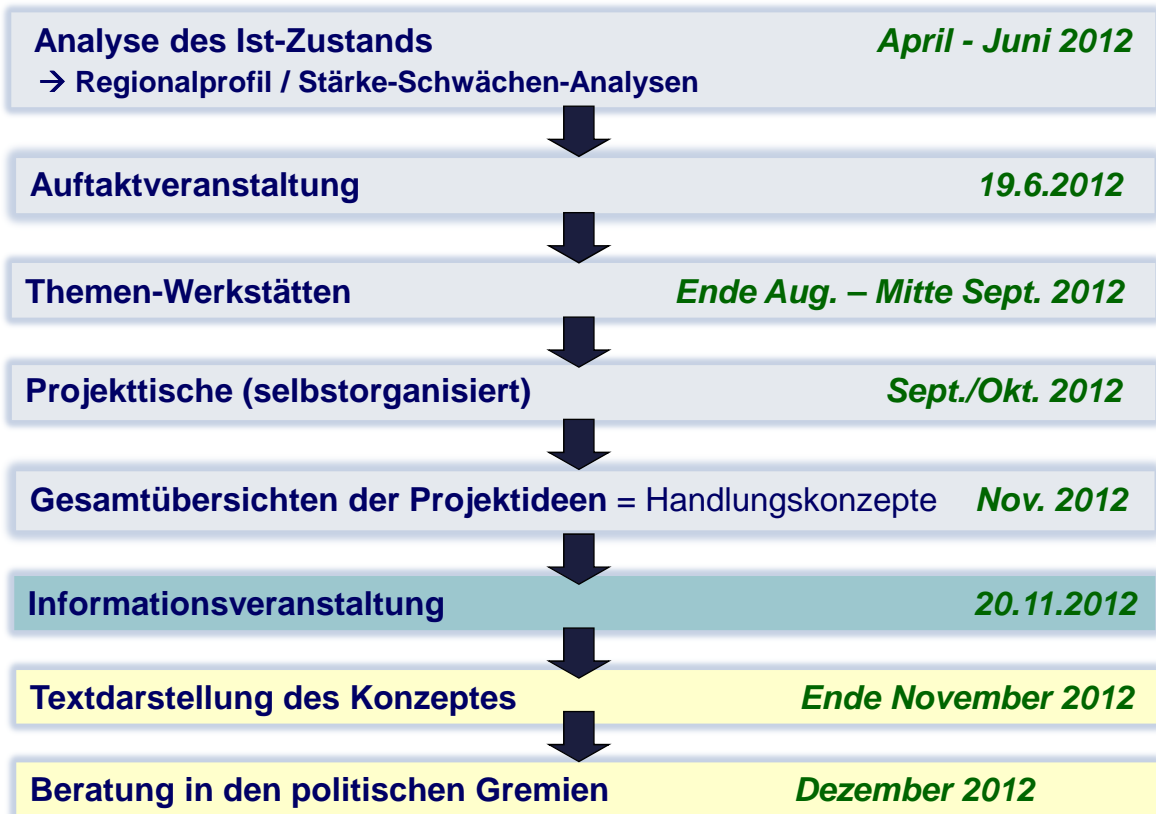 Analyse des Ist-Zustands April - Juni 2012
→ Regionalprofil / Stärke-Schwächen-Analysen
Auftaktveranstaltung 19.6.2012
Themen-Werkstätten Ende Aug. – Mitte Sept. 2012
Projekttische (selbstorganisiert) Sept./Okt. 2012
Gesamtübersichten der Projektideen = Handlungskonzepte Nov. 2012
Informationsveranstaltung 20.11.2012
Textdarstellung des Konzeptes Ende November 2012
Beratung in den politischen Gremien Dezember 2012